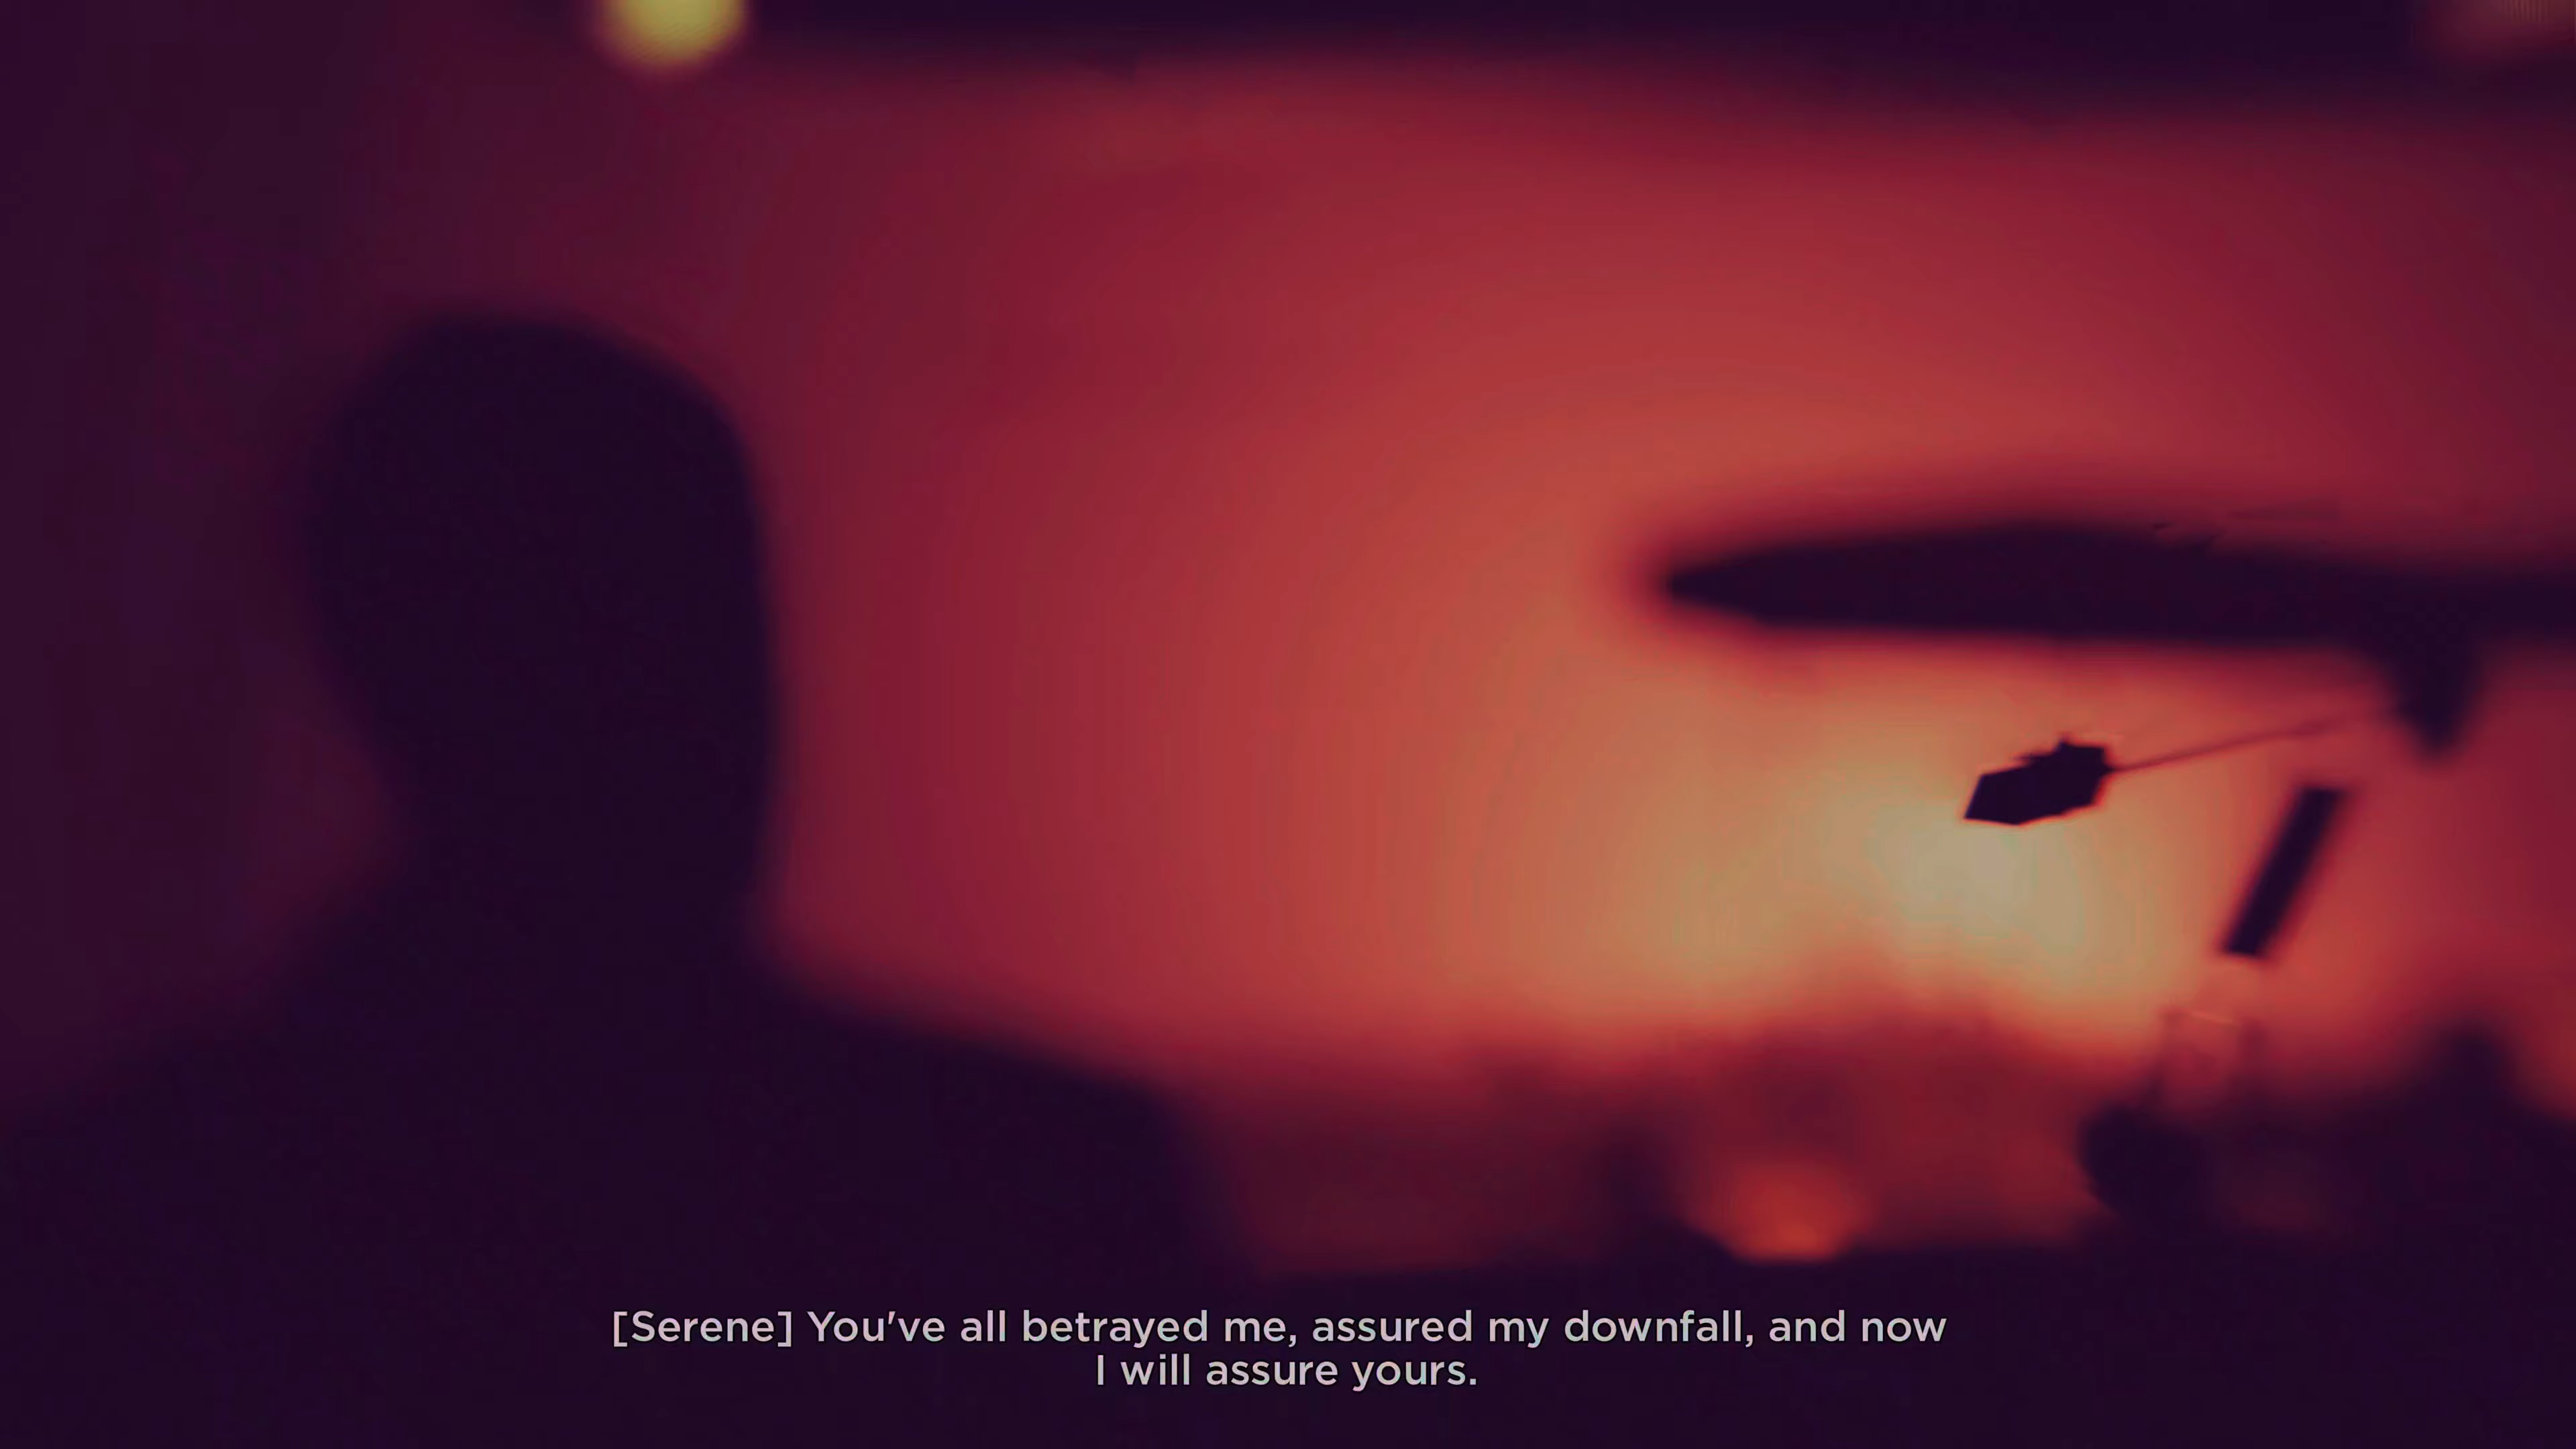 [Serene] You've all betrayed me, assured my downfall, and now
I will assure yours.